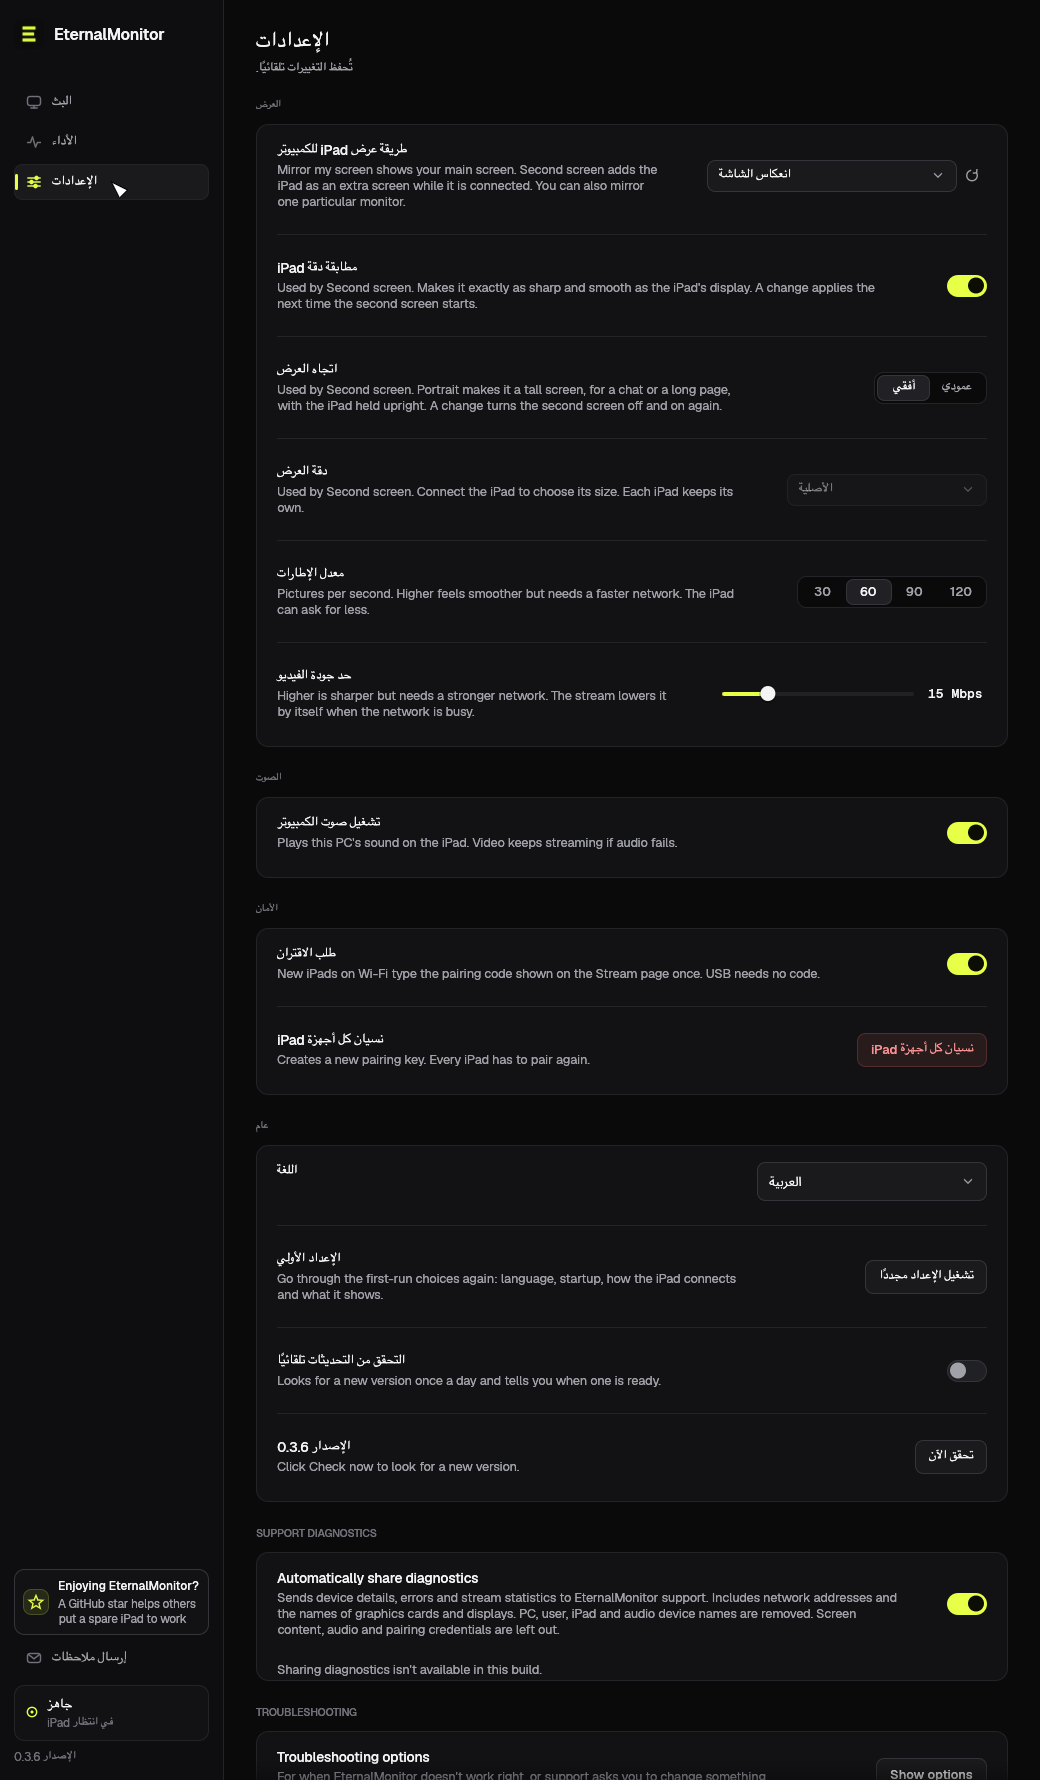 EternalMonitor
البث
الأداء
الإعدادات
الإعدادات
تُحفظ التغييرات تلقائيًا.
العرض
طريقة عرض iPad للكمبيوتر
Mirror my screen shows your main screen. Second screen adds the
iPad as an extra screen while it is connected. You can also mirror
one particular monitor.
انعكاس الشاشة
مطابقة دقة iPad
Used by Second screen. Makes it exactly as sharp and smooth as the iPad's display. A change applies the
next time the second screen starts.
اتجاه العرض
Used by Second screen. Portrait makes it a tall screen, for a chat or a long page,
with the iPad held upright. A change turns the second screen off and on again.
أفقي
عمودي
دقة العرض
Used by Second screen. Connect the iPad to choose its size. Each iPad keeps its
own.
الأصلية
معدل الإطارات
Pictures per second. Higher feels smoother but needs a faster network. The iPad
can ask for less.
30 60 90 120
حد جودة الفيديو
Higher is sharper but needs a stronger network. The stream lowers it
by itself when the network is busy.
15 Mbps
الصوت
تشغيل صوت الكمبيوتر
Plays this PC's sound on the iPad. Video keeps streaming if audio fails.
الأمان
طلب الاقتران
New iPads on Wi-Fi type the pairing code shown on the Stream page once. USB needs no code.
نسيان كل أجهزة iPad
Creates a new pairing key. Every iPad has to pair again.
نسيان كل أجهزة iPad
عام
اللغة
العربية
الإعداد الأولي
Go through the first-run choices again: language, startup, how the iPad connects
and what it shows.
تشغيل الإعداد مجددًا
التحقق من التحديثات تلقائيًا
Looks for a new version once a day and tells you when one is ready.
الإصدار 0.3.6
Click Check now to look for a new version.
تحقق الآن
SUPPORT DIAGNOSTICS
Automatically share diagnostics
Sends device details, errors and stream statistics to EternalMonitor support. Includes network addresses and
the names of graphics cards and displays. PC, user, iPad and audio device names are removed. Screen
content, audio and pairing credentials are left out.
Sharing diagnostics isn't available in this build.
TROUBLESHOOTING
Troubleshooting options
For when EternalMonitor doesn't work right, or support asks you to change something
Show options
Enjoying EternalMonitor?
A GitHub star helps others
put a spare iPad to work
إرسال ملاحظات
جاهز
في انتظار iPad
الإصدار 0.3.6